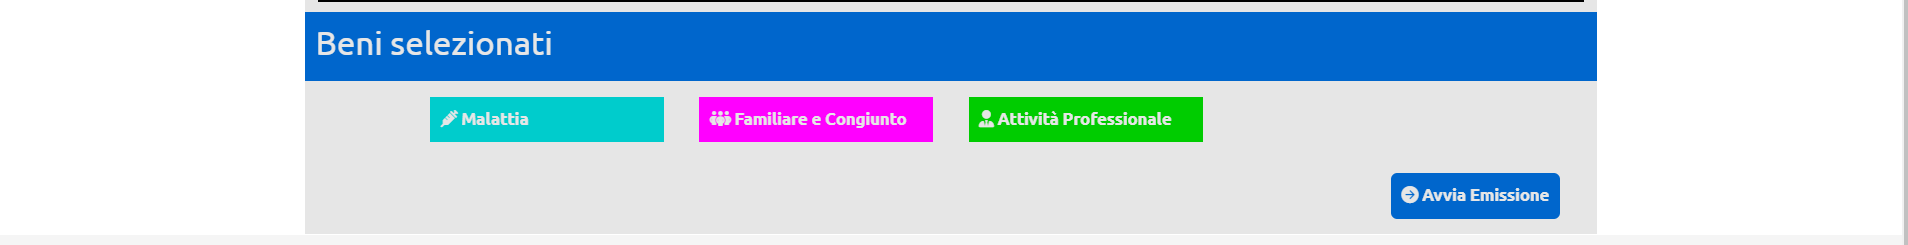 Beni selezionati
Malattia
Familiare e Congiunto
Attività Professionale
Avvia Emissione